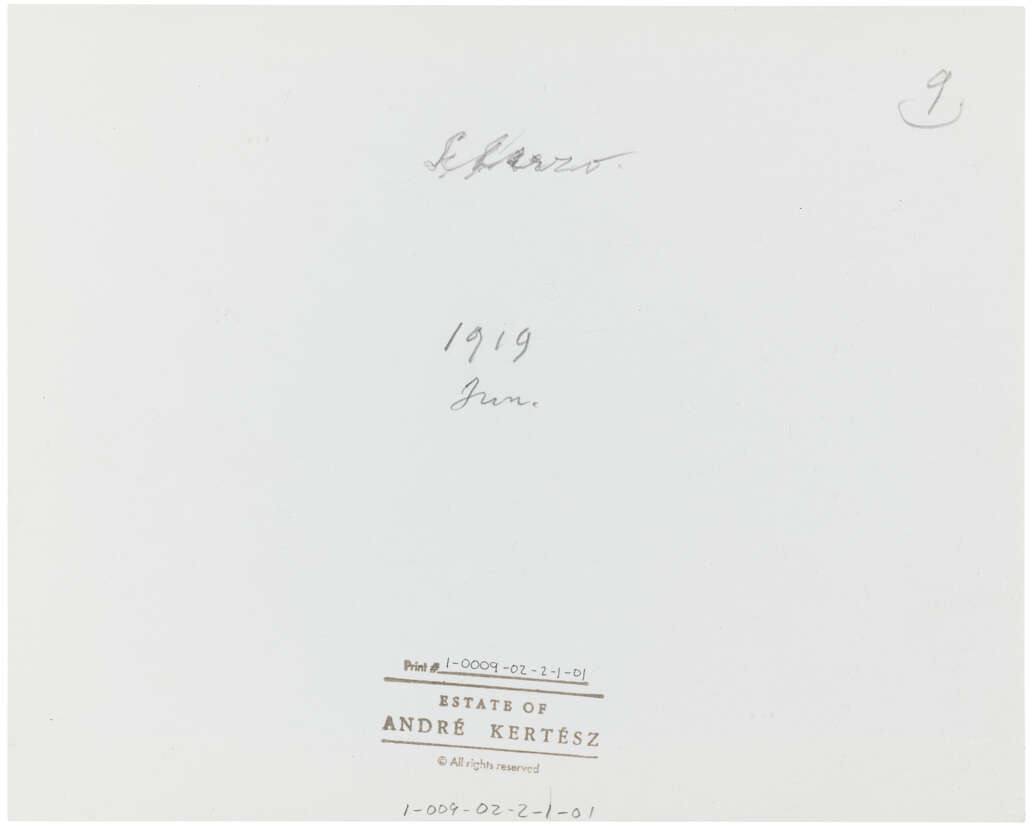 9
Scherzo.
1919
Jun.
Print # 1-0009-02-2-1-01
ESTATE OF
ANDRÉ KERTÉSZ
© All rights reserved
1-009-02-2-1-01